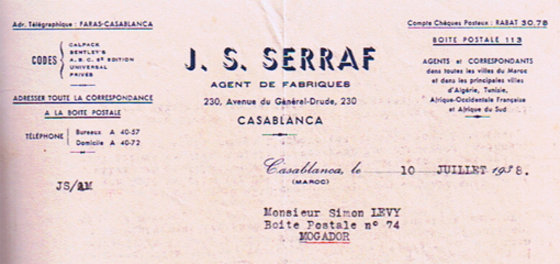 Adr. Télégraphique : FARAS-CASABLANCA
CODES
CALPACK
BENTLEY'S
A. B. C. 6e EDITION
UNIVERSAL
PRIVÉS
ADRESSER TOUTE LA CORRESPONDANCE
A LA BOITE POSTALE
TÉLÉPHONE
Bureaux A 40-57
Domicile A 40-72
J. S. SERRAF
AGENT DE FABRIQUES
230, Avenue du Général-Drude, 230
CASABLANCA
Compte Chèques Postaux : RABAT 30.78
BOITE POSTALE 113
AGENTS et CORRESPONDANTS
dans toutes les villes du Maroc
et dans les principales villes
d'Algérie, Tunisie,
Afrique-Occidentale Française
et Afrique du Sud
Casablanca, le 10 JUILLET 1938.
(MAROC)
JS/AM
Monsieur Simon LEVY
Boite Postale n° 74
MOGADOR